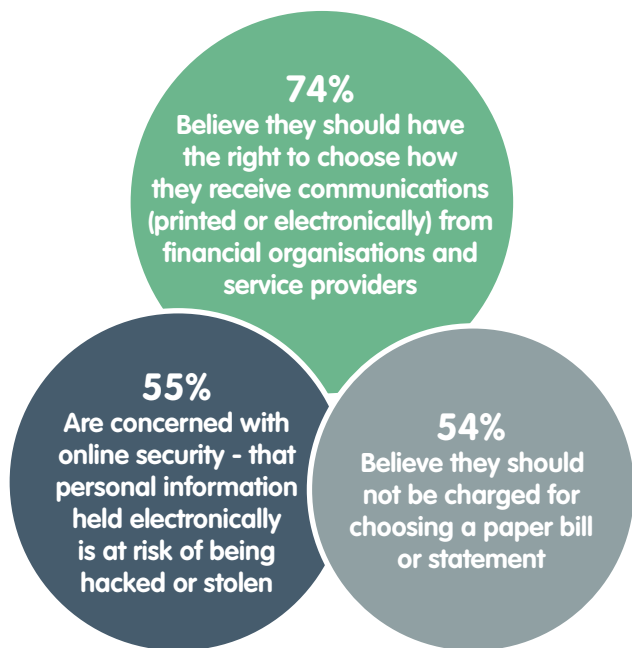 74%
Believe they should have
the right to choose how
they receive communications
(printed or electronically) from
financial organisations and
service providers
55%
Are concerned with
online security - that
personal information
held electronically
is at risk of being
hacked or stolen
54%
Believe they should
not be charged for
choosing a paper bill
or statement